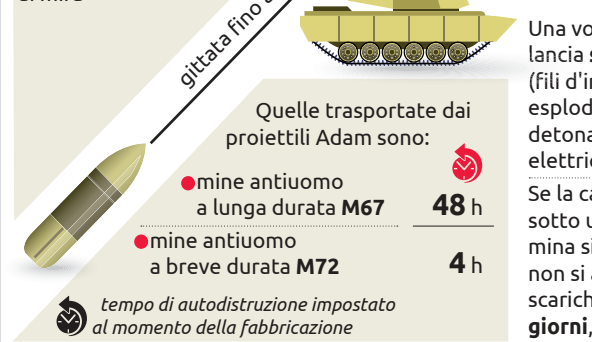 gittata fino a
Quelle trasportate dai
proiettili Adam sono:
mine antiuomo
a lunga durata M67
48 h
mine antiuomo
a breve durata M72
4 h
tempo di autodistruzione impostato
al momento della fabbricazione
Una vo
lancia s
(fili d'in
esplod
detona
elettric
Se la ca
sotto u
mina si
non si a
scarich
giorni,